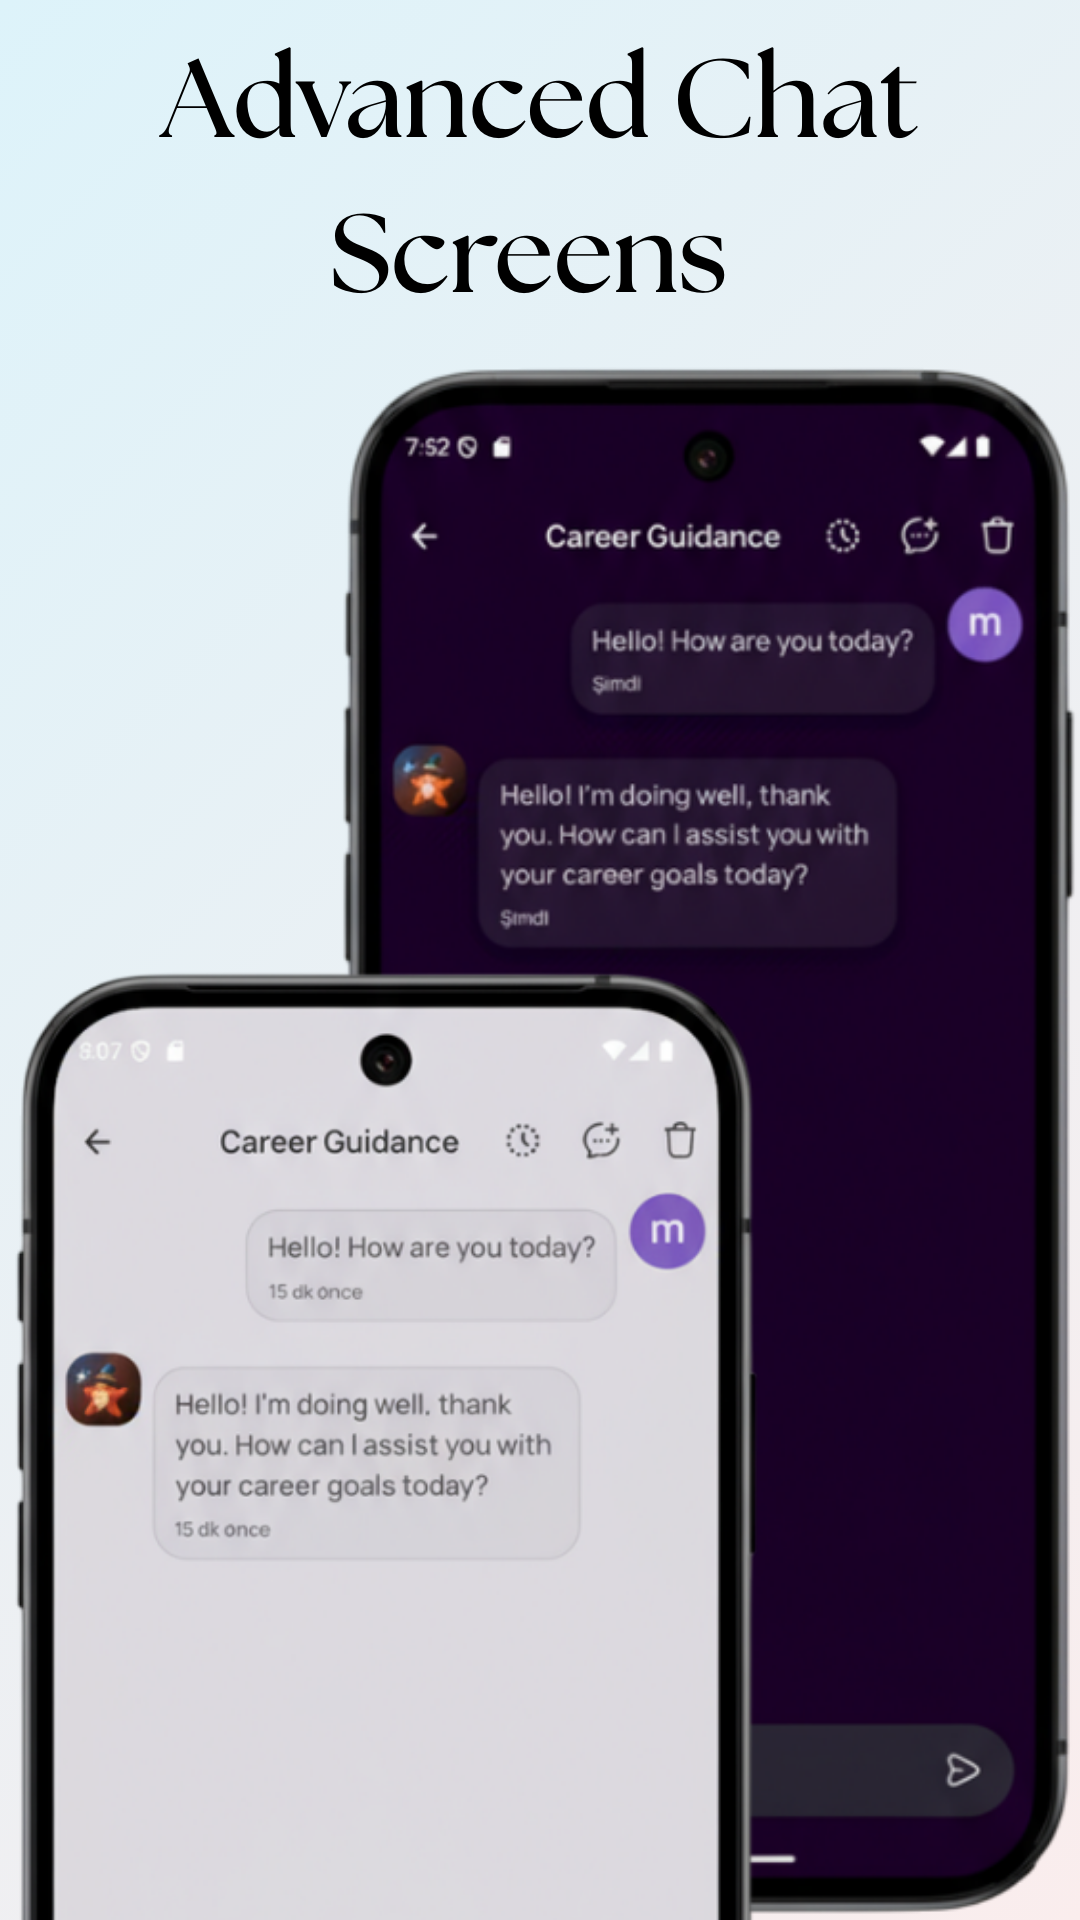 Advanced Chat
Screens
7:52
Career Guidance
Hello! How are you today?
m
Şimdi
Hello! I'm doing well, thank
you. How can I assist you with
your career goals today?
Şimdi
8:07
Career Guidance
Hello! How are you today?
m
15 dk önce
Hello! I'm doing well, thank
you. How can I assist you with
your career goals today?
15 dk önce